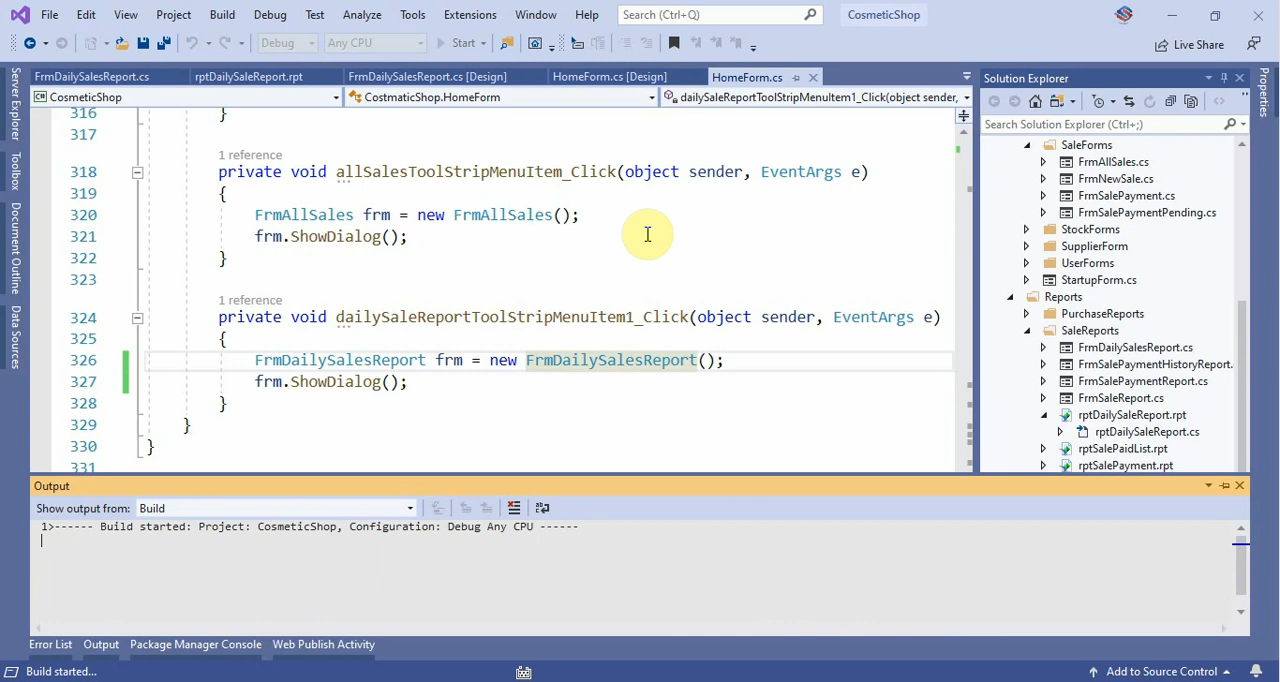 File Edit View Project Build Debug Test Analyze Tools Extensions Window Help Search (Ctrl+Q) CosmeticShop
Debug Any CPU Start Live Share
Server Explorer
Toolbox
Document Outline
Data Sources
FrmDailySalesReport.cs rptDailySaleReport.rpt FrmDailySalesReport.cs [Design] HomeForm.cs [Design] HomeForm.cs
CosmeticShop CostmaticShop.HomeForm dailySaleReportToolStripMenuItem1_Click(object sender,
316 }
317
1 reference
318 private void allSalesToolStripMenuItem_Click(object sender, EventArgs e)
319 {
320 FrmAllSales frm = new FrmAllSales();
321 frm.ShowDialog();
322 }
323
1 reference
324 private void dailySaleReportToolStripMenuItem1_Click(object sender, EventArgs e)
325 {
326 FrmDailySalesReport frm = new FrmDailySalesReport();
327 frm.ShowDialog();
328 }
329 }
330 }
331
Solution Explorer
Search Solution Explorer (Ctrl+;)
SaleForms
FrmAllSales.cs
FrmNewSale.cs
FrmSalePayment.cs
FrmSalePaymentPending.cs
StockForms
SupplierForm
UserForms
StartupForm.cs
Reports
PurchaseReports
SaleReports
FrmDailySalesReport.cs
FrmSalePaymentHistoryReport.
FrmSalePaymentReport.cs
FrmSaleReport.cs
rptDailySaleReport.rpt
rptDailySaleReport.cs
rptSalePaidList.rpt
rptSalePayment.rpt
Properties
Output
Show output from: Build
1>------ Build started: Project: CosmeticShop, Configuration: Debug Any CPU ------
Error List Output Package Manager Console Web Publish Activity
Build started... Add to Source Control